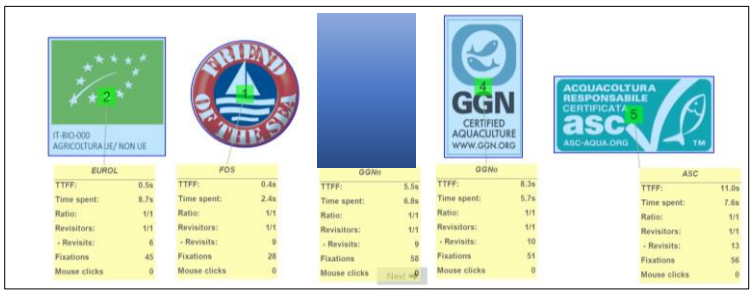 2
IT-BIO-000
AGRICOLTURA UE/ NON UE
FRIEND
1
OF THE SEA
4
GGN
CERTIFIED
AQUACULTURE
WWW.GGN.ORG
ACQUACOLTURA
RESPONSABILE
CERTIFICATA
5
asc
ASC-AQUA.ORG
TM
EUROL
TTFF: 0.5s
Time spent: 8.7s
Ratio: 1/1
Revisitors: 1/1
- Revisits: 6
Fixations 45
Mouse clicks 0
FOS
TTFF: 0.4s
Time spent: 2.4s
Ratio: 1/1
Revisitors: 1/1
- Revisits: 9
Fixations 28
Mouse clicks 0
GGNn
TTFF: 5.5s
Time spent: 6.8s
Ratio: 1/1
Revisitors: 1/1
- Revisits: 9
Fixations 58
Mouse clicks 0
Next
GGNo
TTFF: 8.3s
Time spent: 5.7s
Ratio: 1/1
Revisitors: 1/1
- Revisits: 10
Fixations 51
Mouse clicks 0
ASC
TTFF: 11.0s
Time spent: 7.6s
Ratio: 1/1
Revisitors: 1/1
- Revisits: 13
Fixations 56
Mouse clicks 0